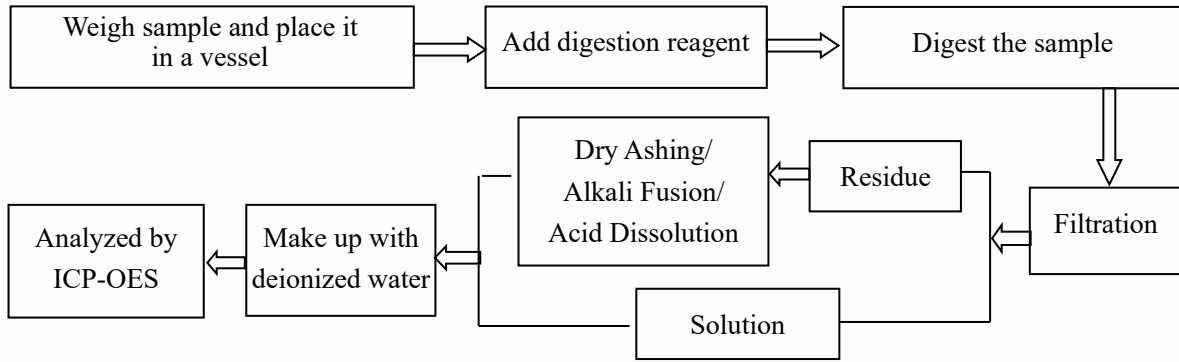 Weigh sample and place it
in a vessel
Add digestion reagent
Digest the sample
Filtration
Residue
Dry Ashing/
Alkali Fusion/
Acid Dissolution
Solution
Make up with
deionized water
Analyzed by
ICP-OES